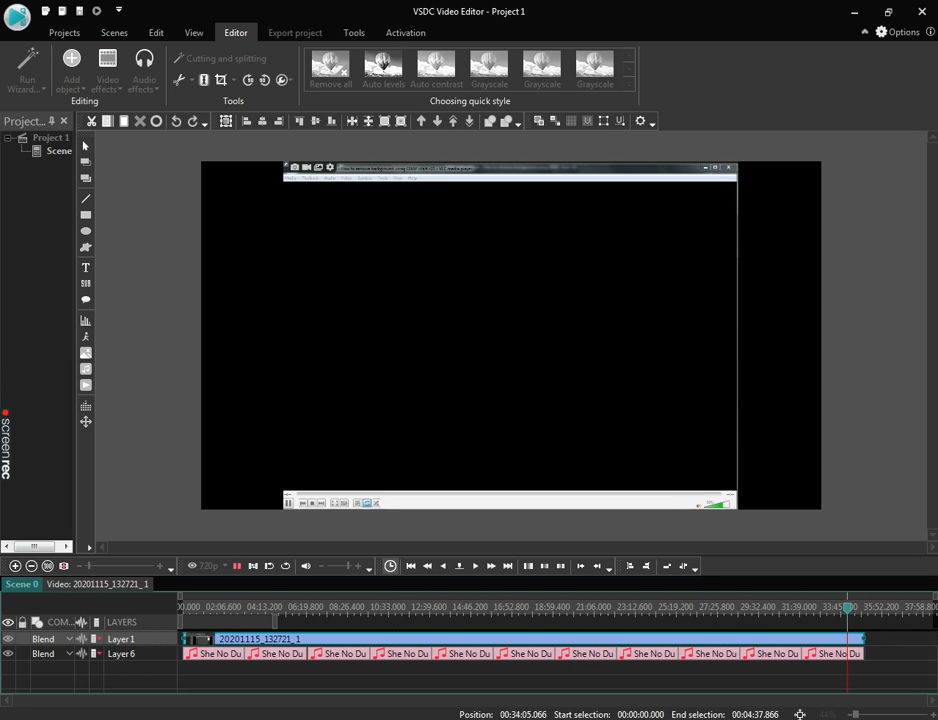 VSDC Video Editor - Project 1
Projects Scenes Edit View Editor Export project Tools Activation
Options
Run Wizard...
Add object
Video effects
Audio effects
Editing
Cutting and splitting
Tools
Remove all Auto levels Auto contrast Grayscale Grayscale Grayscale
Choosing quick style
Project...
Project 1
Scene
T
screenrec
720p
Scene 0 Video: 20201115_132721_1
00.000 02:06.600 04:13.200 06:19.800 08:26.400 10:33.000 12:39.600 14:46.200 16:52.800 18:59.400 21:06.000 23:12.600 25:19.200 27:25.800 29:32.400 31:39.000 33:45 35:52.200 37:58.80
COM... LAYERS
Blend Layer 1 20201115_132721_1
Blend Layer 6 She No Du She No Du She No Du She No Du She No Du She No Du She No Du She No Du She No Du She No Du She No Du
Position: 00:34:05.066 Start selection: 00:00:00.000 End selection: 00:04:37.866